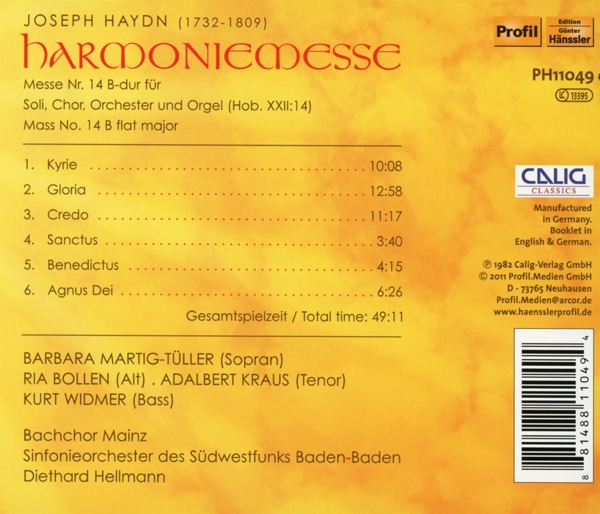 JOSEPH HAYDN (1732-1809)
HARMONIEMESSE
Messe Nr. 14 B-dur für
Soli, Chor, Orchester und Orgel (Hob. XXII:14)
Mass No. 14 B flat major
1. Kyrie ........................................ 10:08
2. Gloria ....................................... 12:58
3. Credo ....................................... 11:17
4. Sanctus ..................................... 3:40
5. Benedictus ................................. 4:15
6. Agnus Dei .................................. 6:26
Gesamtspielzeit / Total time: 49:11
BARBARA MARTIG-TÜLLER (Sopran)
RIA BOLLEN (Alt) . ADALBERT KRAUS (Tenor)
KURT WIDMER (Bass)
Bachchor Mainz
Sinfonieorchester des Südwestfunks Baden-Baden
Diethard Hellmann
Profil
Edition
Günter
Hänssler
PH11049
LC 13395
CALIG
CLASSICS
Manufactured
in Germany.
Booklet in
English & German.
℗ 1982 Calig-Verlag GmbH
© 2011 Profil.Medien GmbH
D - 73765 Neuhausen
Profil.Medien@arcor.de
www.haensslerprofil.de
8 81488 11049 4